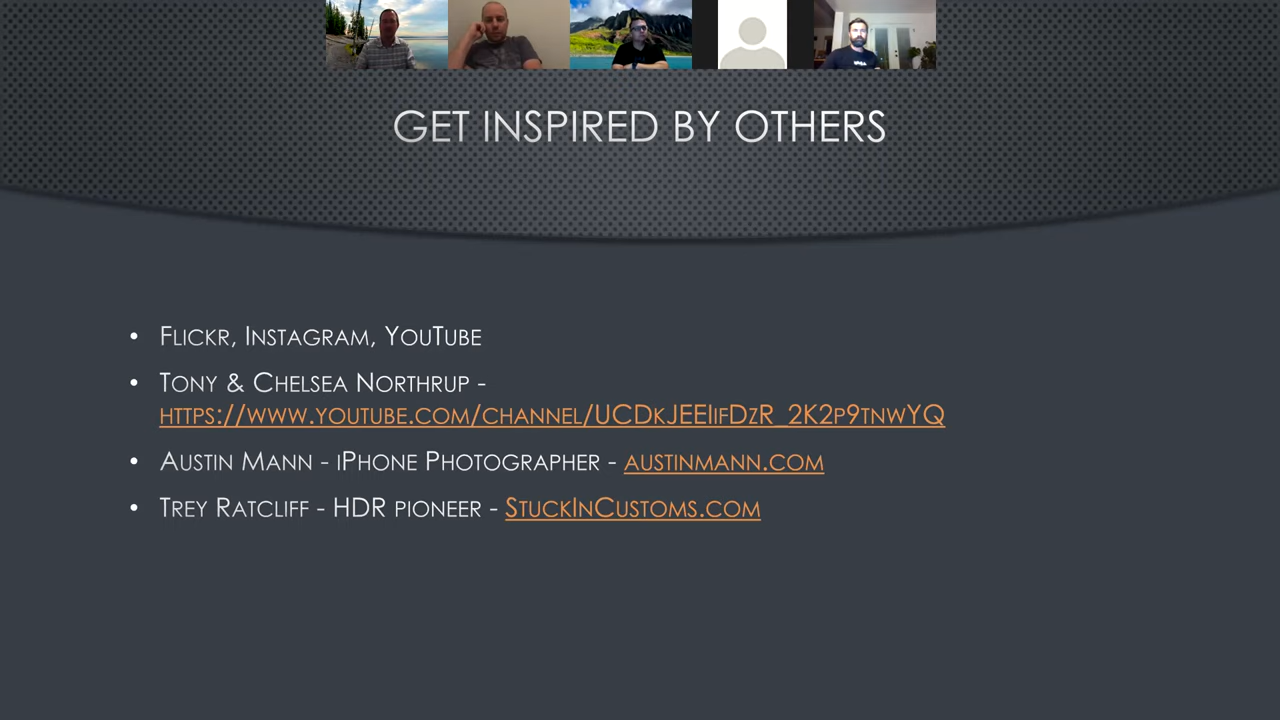 GET INSPIRED BY OTHERS
• Flickr, Instagram, YouTube
• Tony & Chelsea Northrup -
https://www.youtube.com/channel/UCDkJEEIifDzR_2K2p9tnwYQ
• Austin Mann - iPhone Photographer - austinmann.com
• Trey Ratcliff - HDR pioneer - StuckInCustoms.com